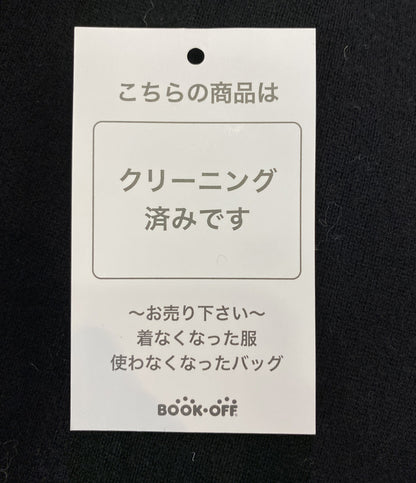 こちらの商品は
クリーニング
済みです
〜お売り下さい〜
着なくなった服
使わなくなったバッグ
BOOK・OFF